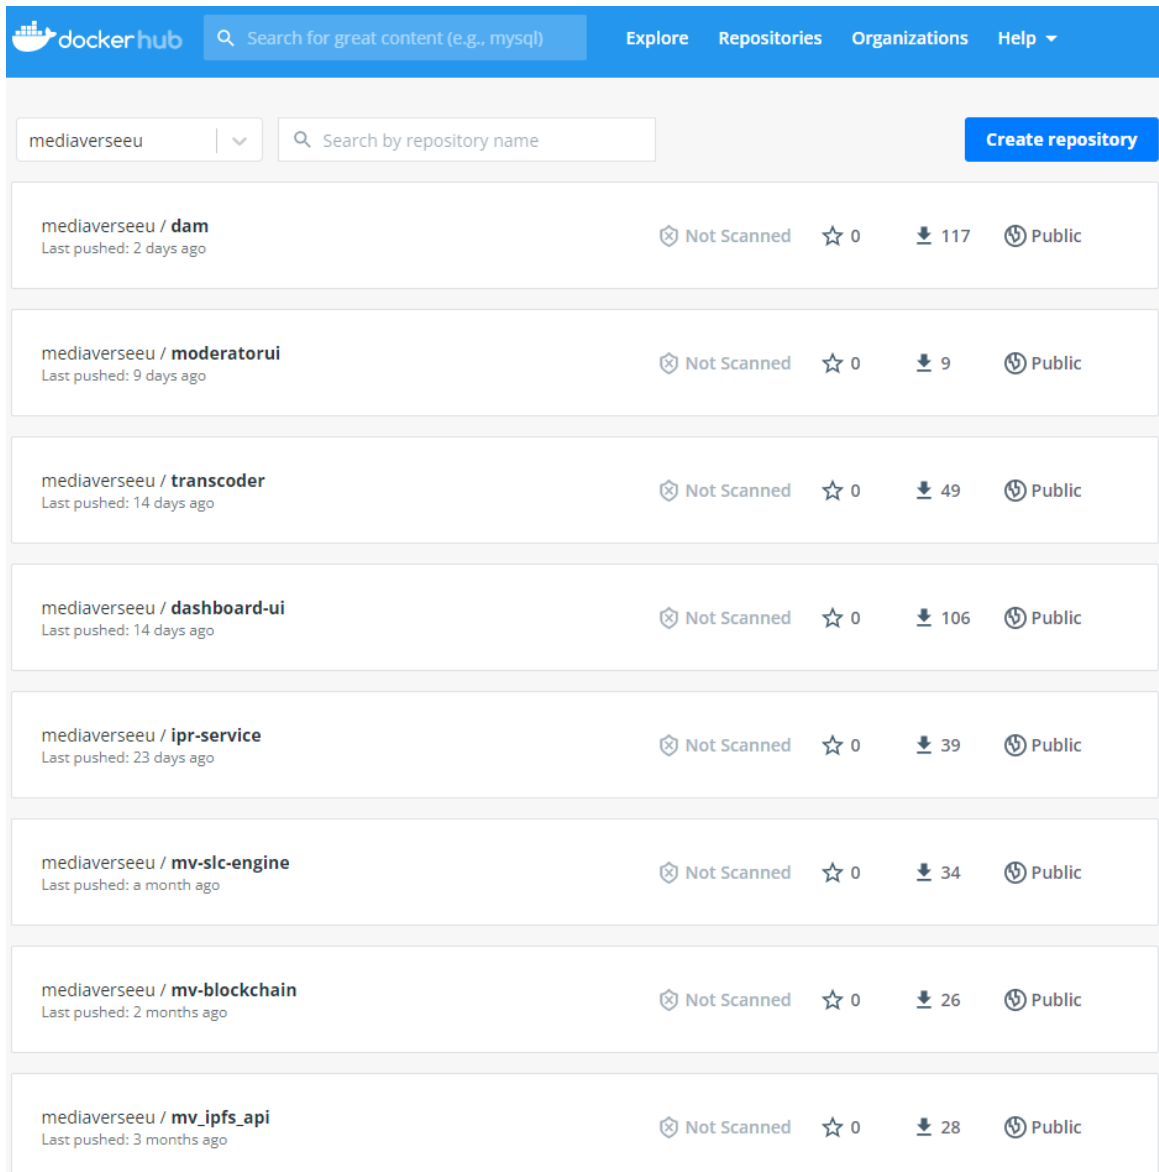 dockerhub Search for great content (e.g., mysql) Explore Repositories Organizations Help
mediaverseeu Search by repository name Create repository
mediaverseeu / dam
Last pushed: 2 days ago
Not Scanned 0 117 Public
mediaverseeu / moderatorui
Last pushed: 9 days ago
Not Scanned 0 9 Public
mediaverseeu / transcoder
Last pushed: 14 days ago
Not Scanned 0 49 Public
mediaverseeu / dashboard-ui
Last pushed: 14 days ago
Not Scanned 0 106 Public
mediaverseeu / ipr-service
Last pushed: 23 days ago
Not Scanned 0 39 Public
mediaverseeu / mv-slc-engine
Last pushed: a month ago
Not Scanned 0 34 Public
mediaverseeu / mv-blockchain
Last pushed: 2 months ago
Not Scanned 0 26 Public
mediaverseeu / mv_ipfs_api
Last pushed: 3 months ago
Not Scanned 0 28 Public